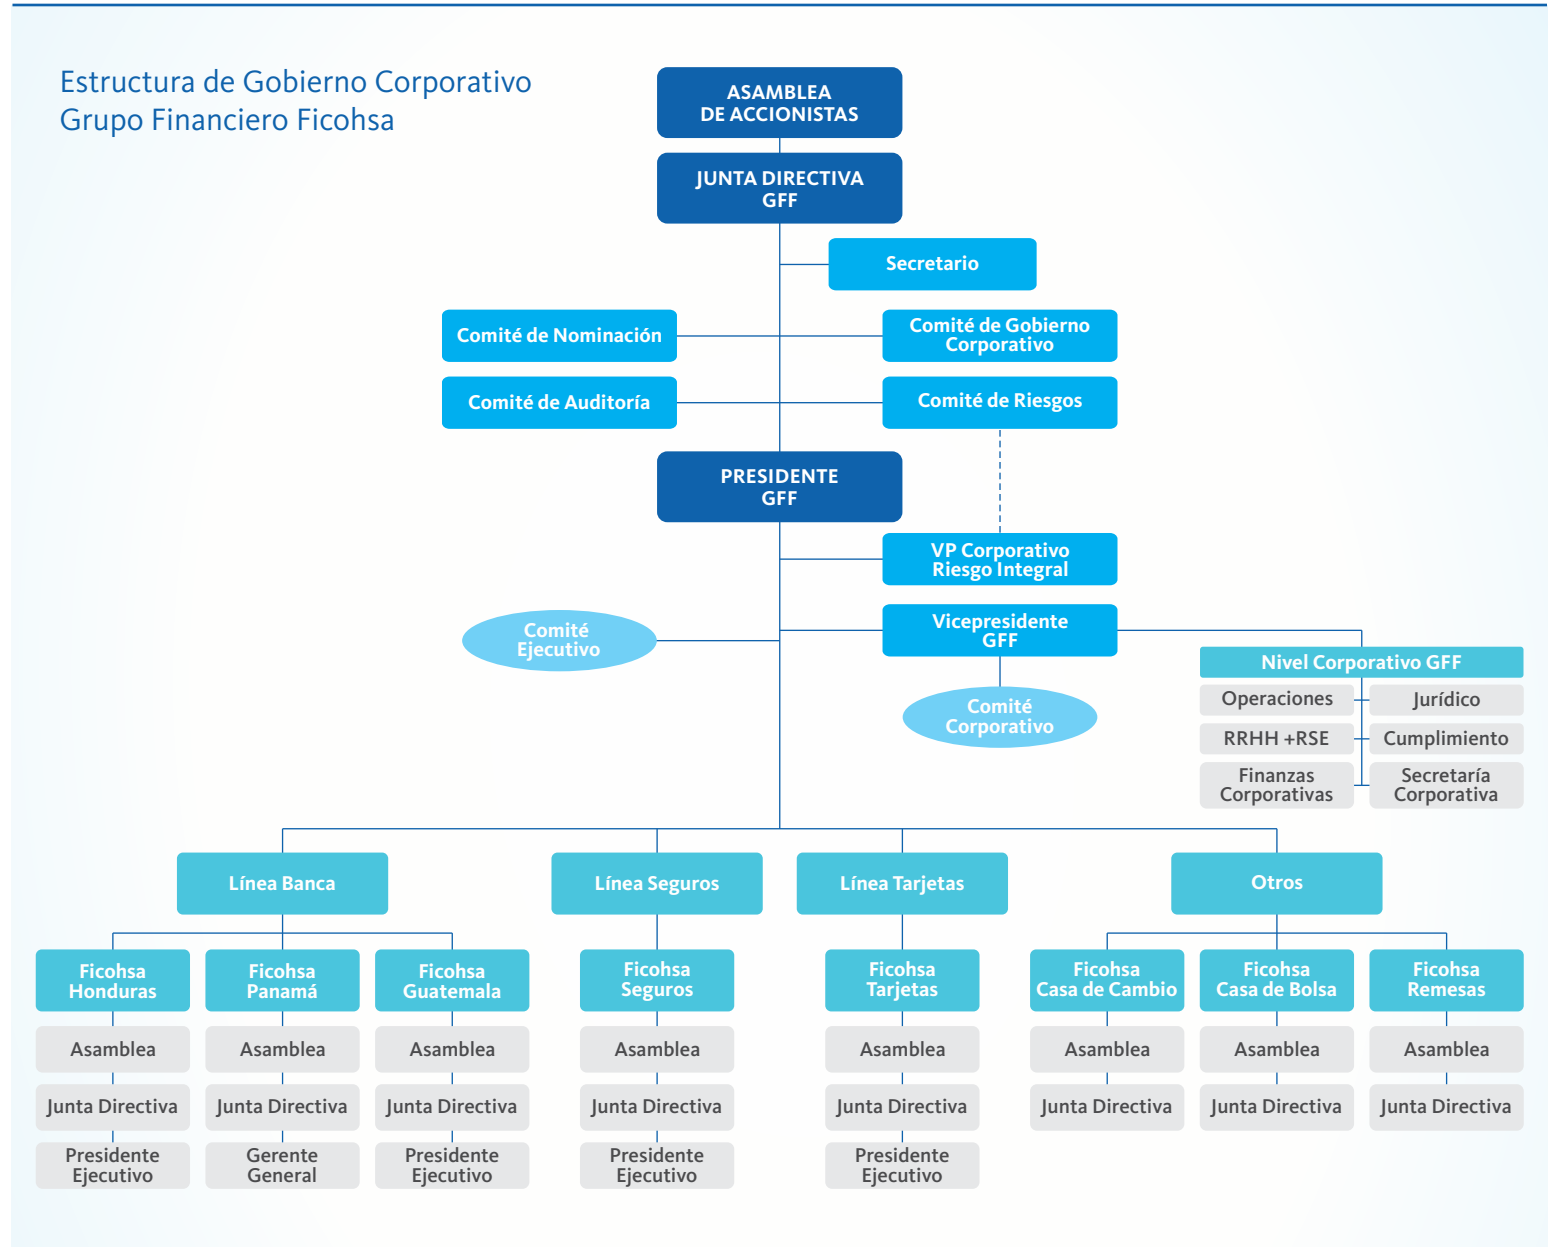 Estructura de Gobierno Corporativo
Grupo Financiero Ficohsa
ASAMBLEA
DE ACCIONISTAS
JUNTA DIRECTIVA
GFF
Secretario
Comité de Nominación
Comité de Gobierno
Corporativo
Comité de Auditoría
Comité de Riesgos
PRESIDENTE
GFF
VP Corporativo
Riesgo Integral
Comité
Ejecutivo
Vicepresidente
GFF
Comité
Corporativo
Nivel Corporativo GFF
Operaciones
Jurídico
RRHH +RSE
Cumplimiento
Finanzas
Corporativas
Secretaría
Corporativa
Línea Banca
Línea Seguros
Línea Tarjetas
Otros
Ficohsa
Honduras
Ficohsa
Panamá
Ficohsa
Guatemala
Ficohsa
Seguros
Ficohsa
Tarjetas
Ficohsa
Casa de Cambio
Ficohsa
Casa de Bolsa
Ficohsa
Remesas
Asamblea
Asamblea
Asamblea
Asamblea
Asamblea
Asamblea
Asamblea
Asamblea
Junta Directiva
Junta Directiva
Junta Directiva
Junta Directiva
Junta Directiva
Junta Directiva
Junta Directiva
Junta Directiva
Presidente
Ejecutivo
Gerente
General
Presidente
Ejecutivo
Presidente
Ejecutivo
Presidente
Ejecutivo